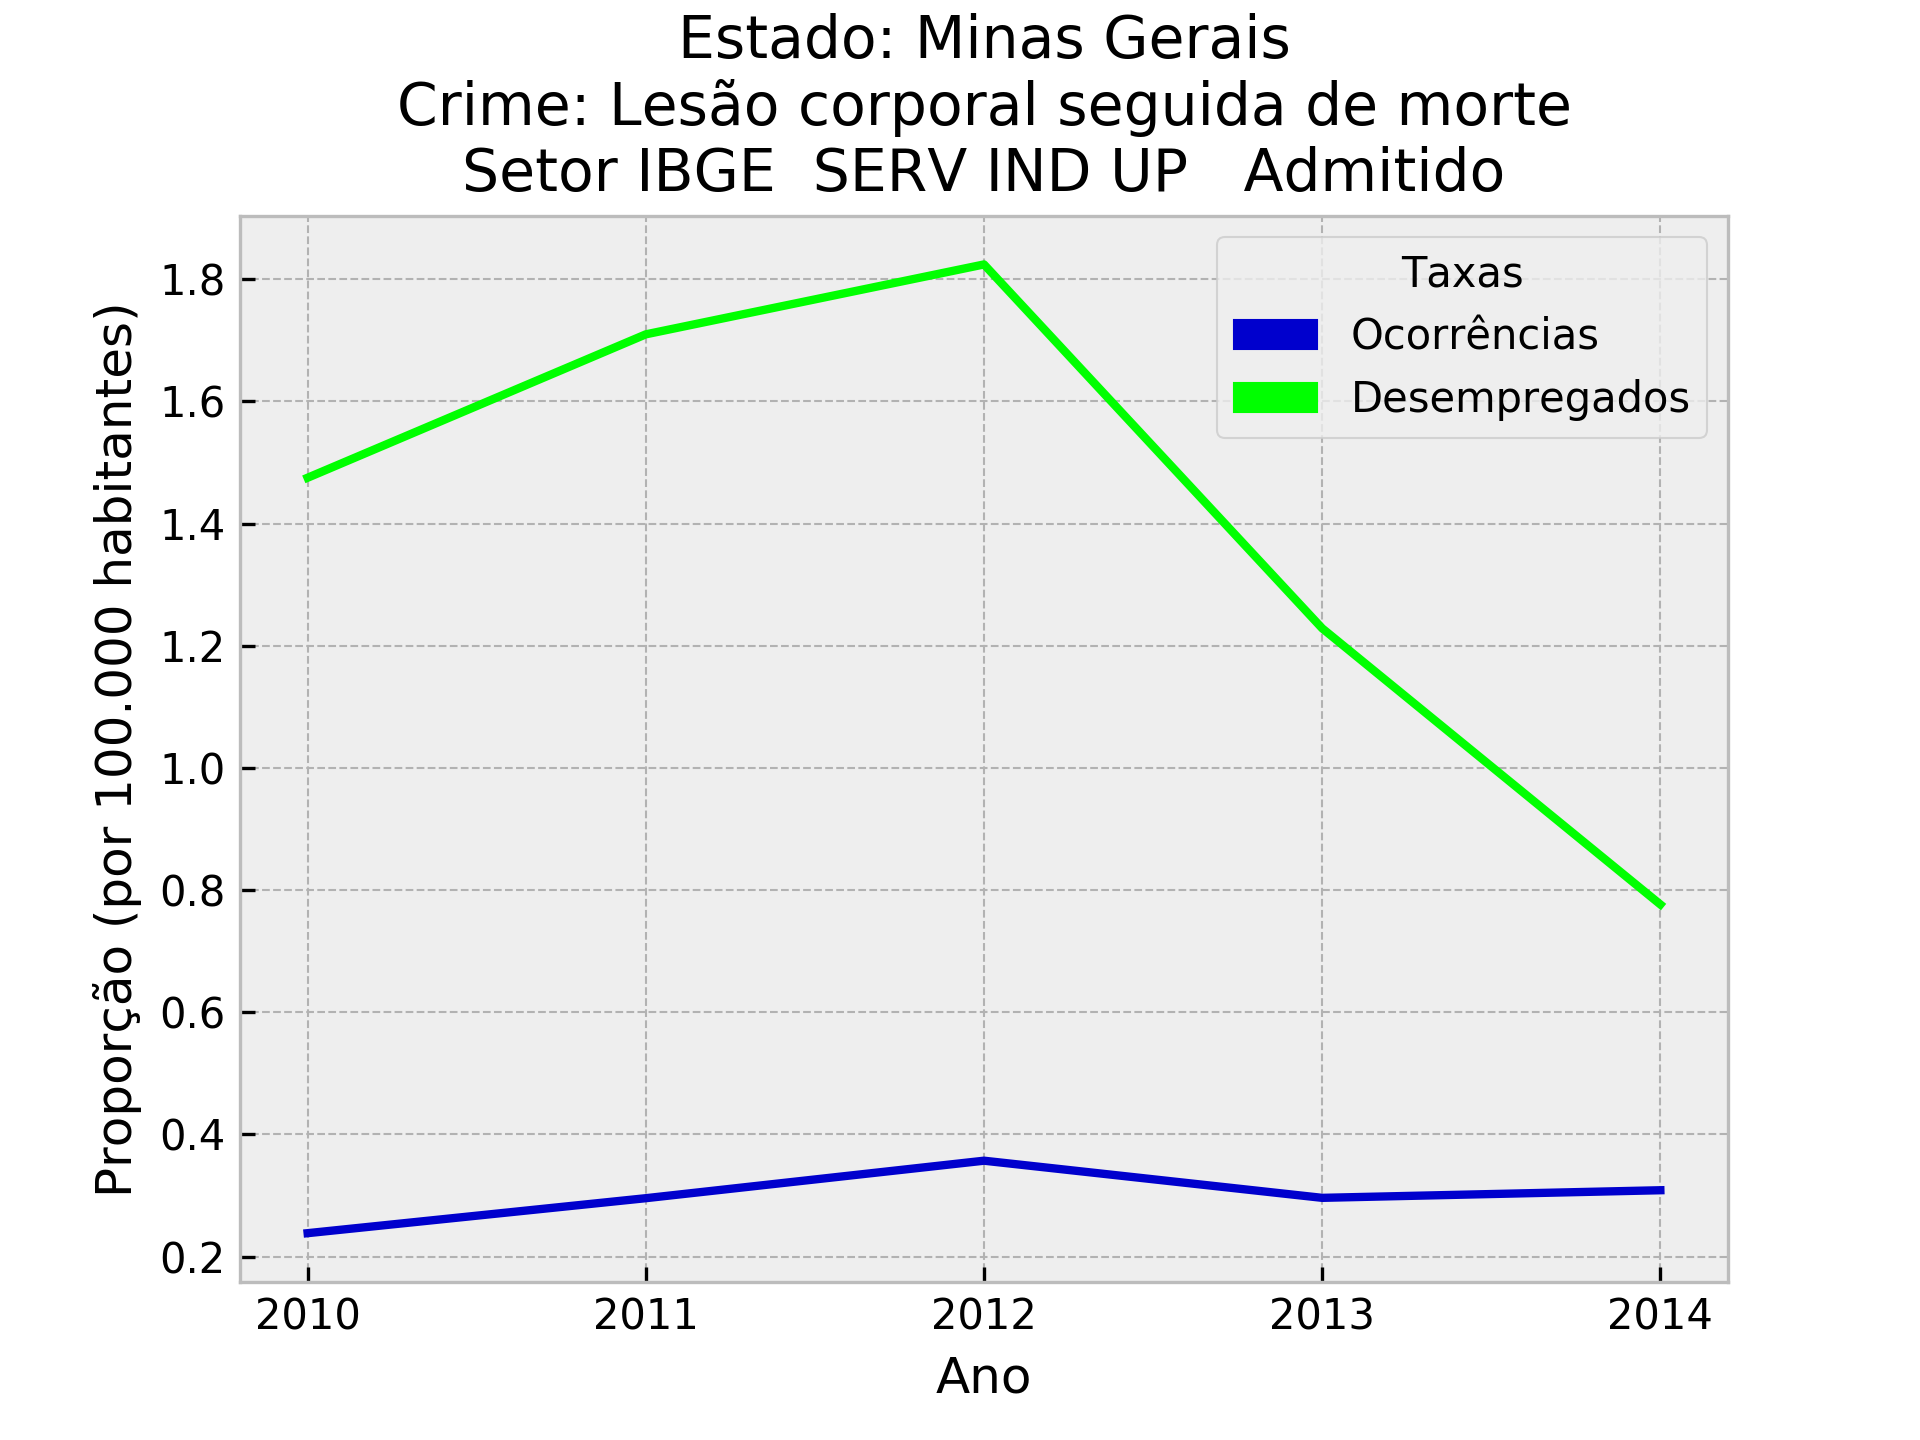 Estado: Minas Gerais
Crime: Lesão corporal seguida de morte
Setor IBGE  SERV IND UP   Admitido
Taxas
Ocorrências
Desempregados
Proporção (por 100.000 habitantes)
1.8
1.6
1.4
1.2
1.0
0.8
0.6
0.4
0.2
2010 2011 2012 2013 2014
Ano